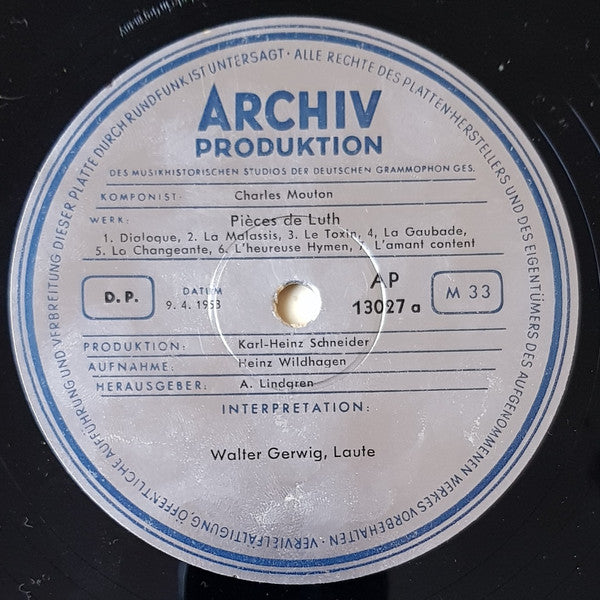 VERVIELFÄLTIGUNG, ÖFFENTLICHE AUFFÜHRUNG UND VERBREITUNG DIESER PLATTE DURCH RUNDFUNK IST UNTERSAGT · ALLE RECHTE DES PLATTEN-HERSTELLERS UND DES EIGENTÜMERS DES AUFGENOMMENEN WERKES VORBEHALTEN ·
ARCHIV
PRODUKTION
DES MUSIKHISTORISCHEN STUDIOS DER DEUTSCHEN GRAMMOPHON GES.
KOMPONIST: Charles Mouton
WERK: Pièces de Luth
1. Dialogue, 2. La Malassis, 3. Le Toxin, 4, La Gaubade,
5. La Changeante, 6. L'heureuse Hymen, 7. L'amant content
D. P.
DATUM
9. 4. 1953
AP
13027 a
M 33
PRODUKTION: Karl-Heinz Schneider
AUFNAHME: Heinz Wildhagen
HERAUSGEBER: A. Lindgren
INTERPRETATION:
Walter Gerwig, Laute